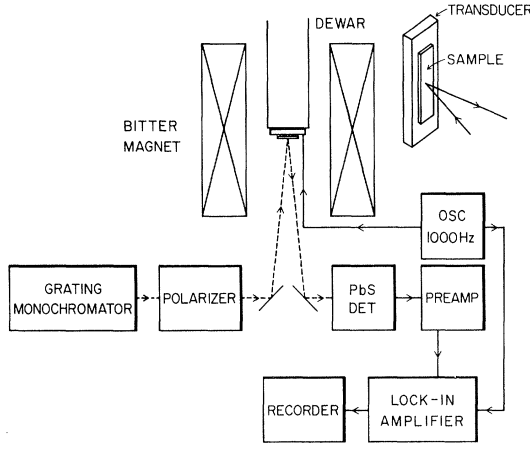 TRANSDUCER
DEWAR
SAMPLE
BITTER
MAGNET
OSC
1000Hz
GRATING
MONOCHROMATOR
POLARIZER
PbS
DET
PREAMP
RECORDER
LOCK-IN
AMPLIFIER